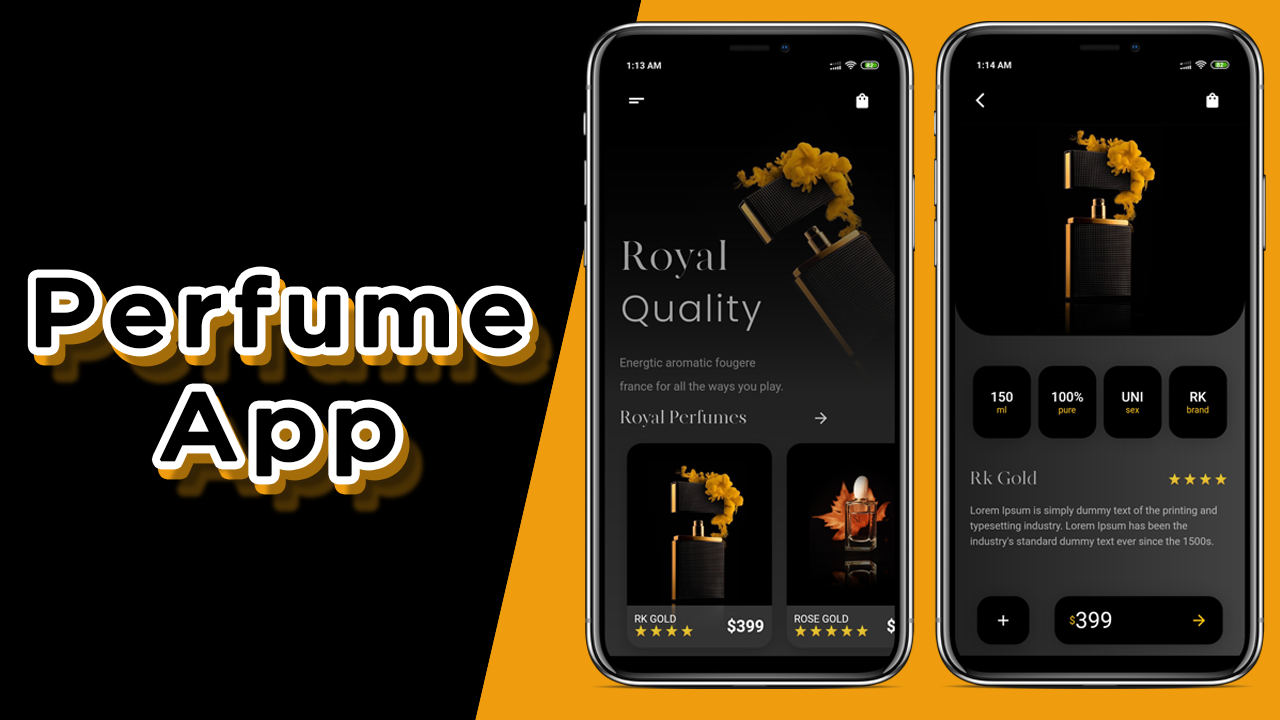 Perfume
App
1:13 AM
82
Royal
Quality
Energtic aromatic fougere
france for all the ways you play.
Royal Perfumes
RK GOLD
$399
ROSE GOLD
$
1:14 AM
82
150
ml
100%
pure
UNI
sex
RK
brand
Rk Gold
Lorem Ipsum is simply dummy text of the printing and
typesetting industry. Lorem Ipsum has been the
industry's standard dummy text ever since the 1500s.
+
$399